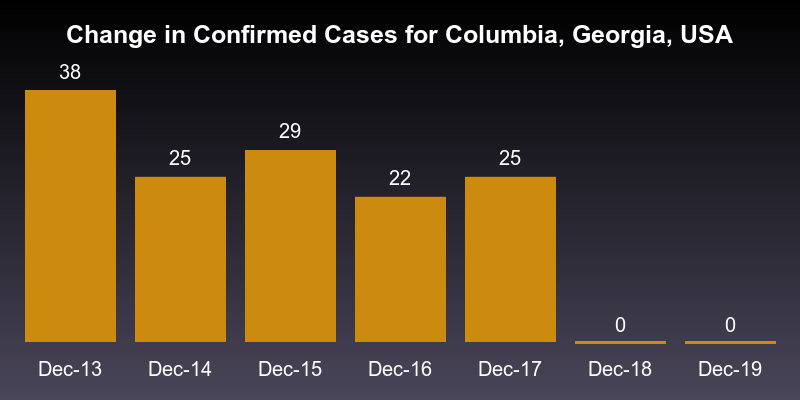 Change in Confirmed Cases for Columbia, Georgia, USA
38
25
29
22
25
0
0
Dec-13
Dec-14
Dec-15
Dec-16
Dec-17
Dec-18
Dec-19